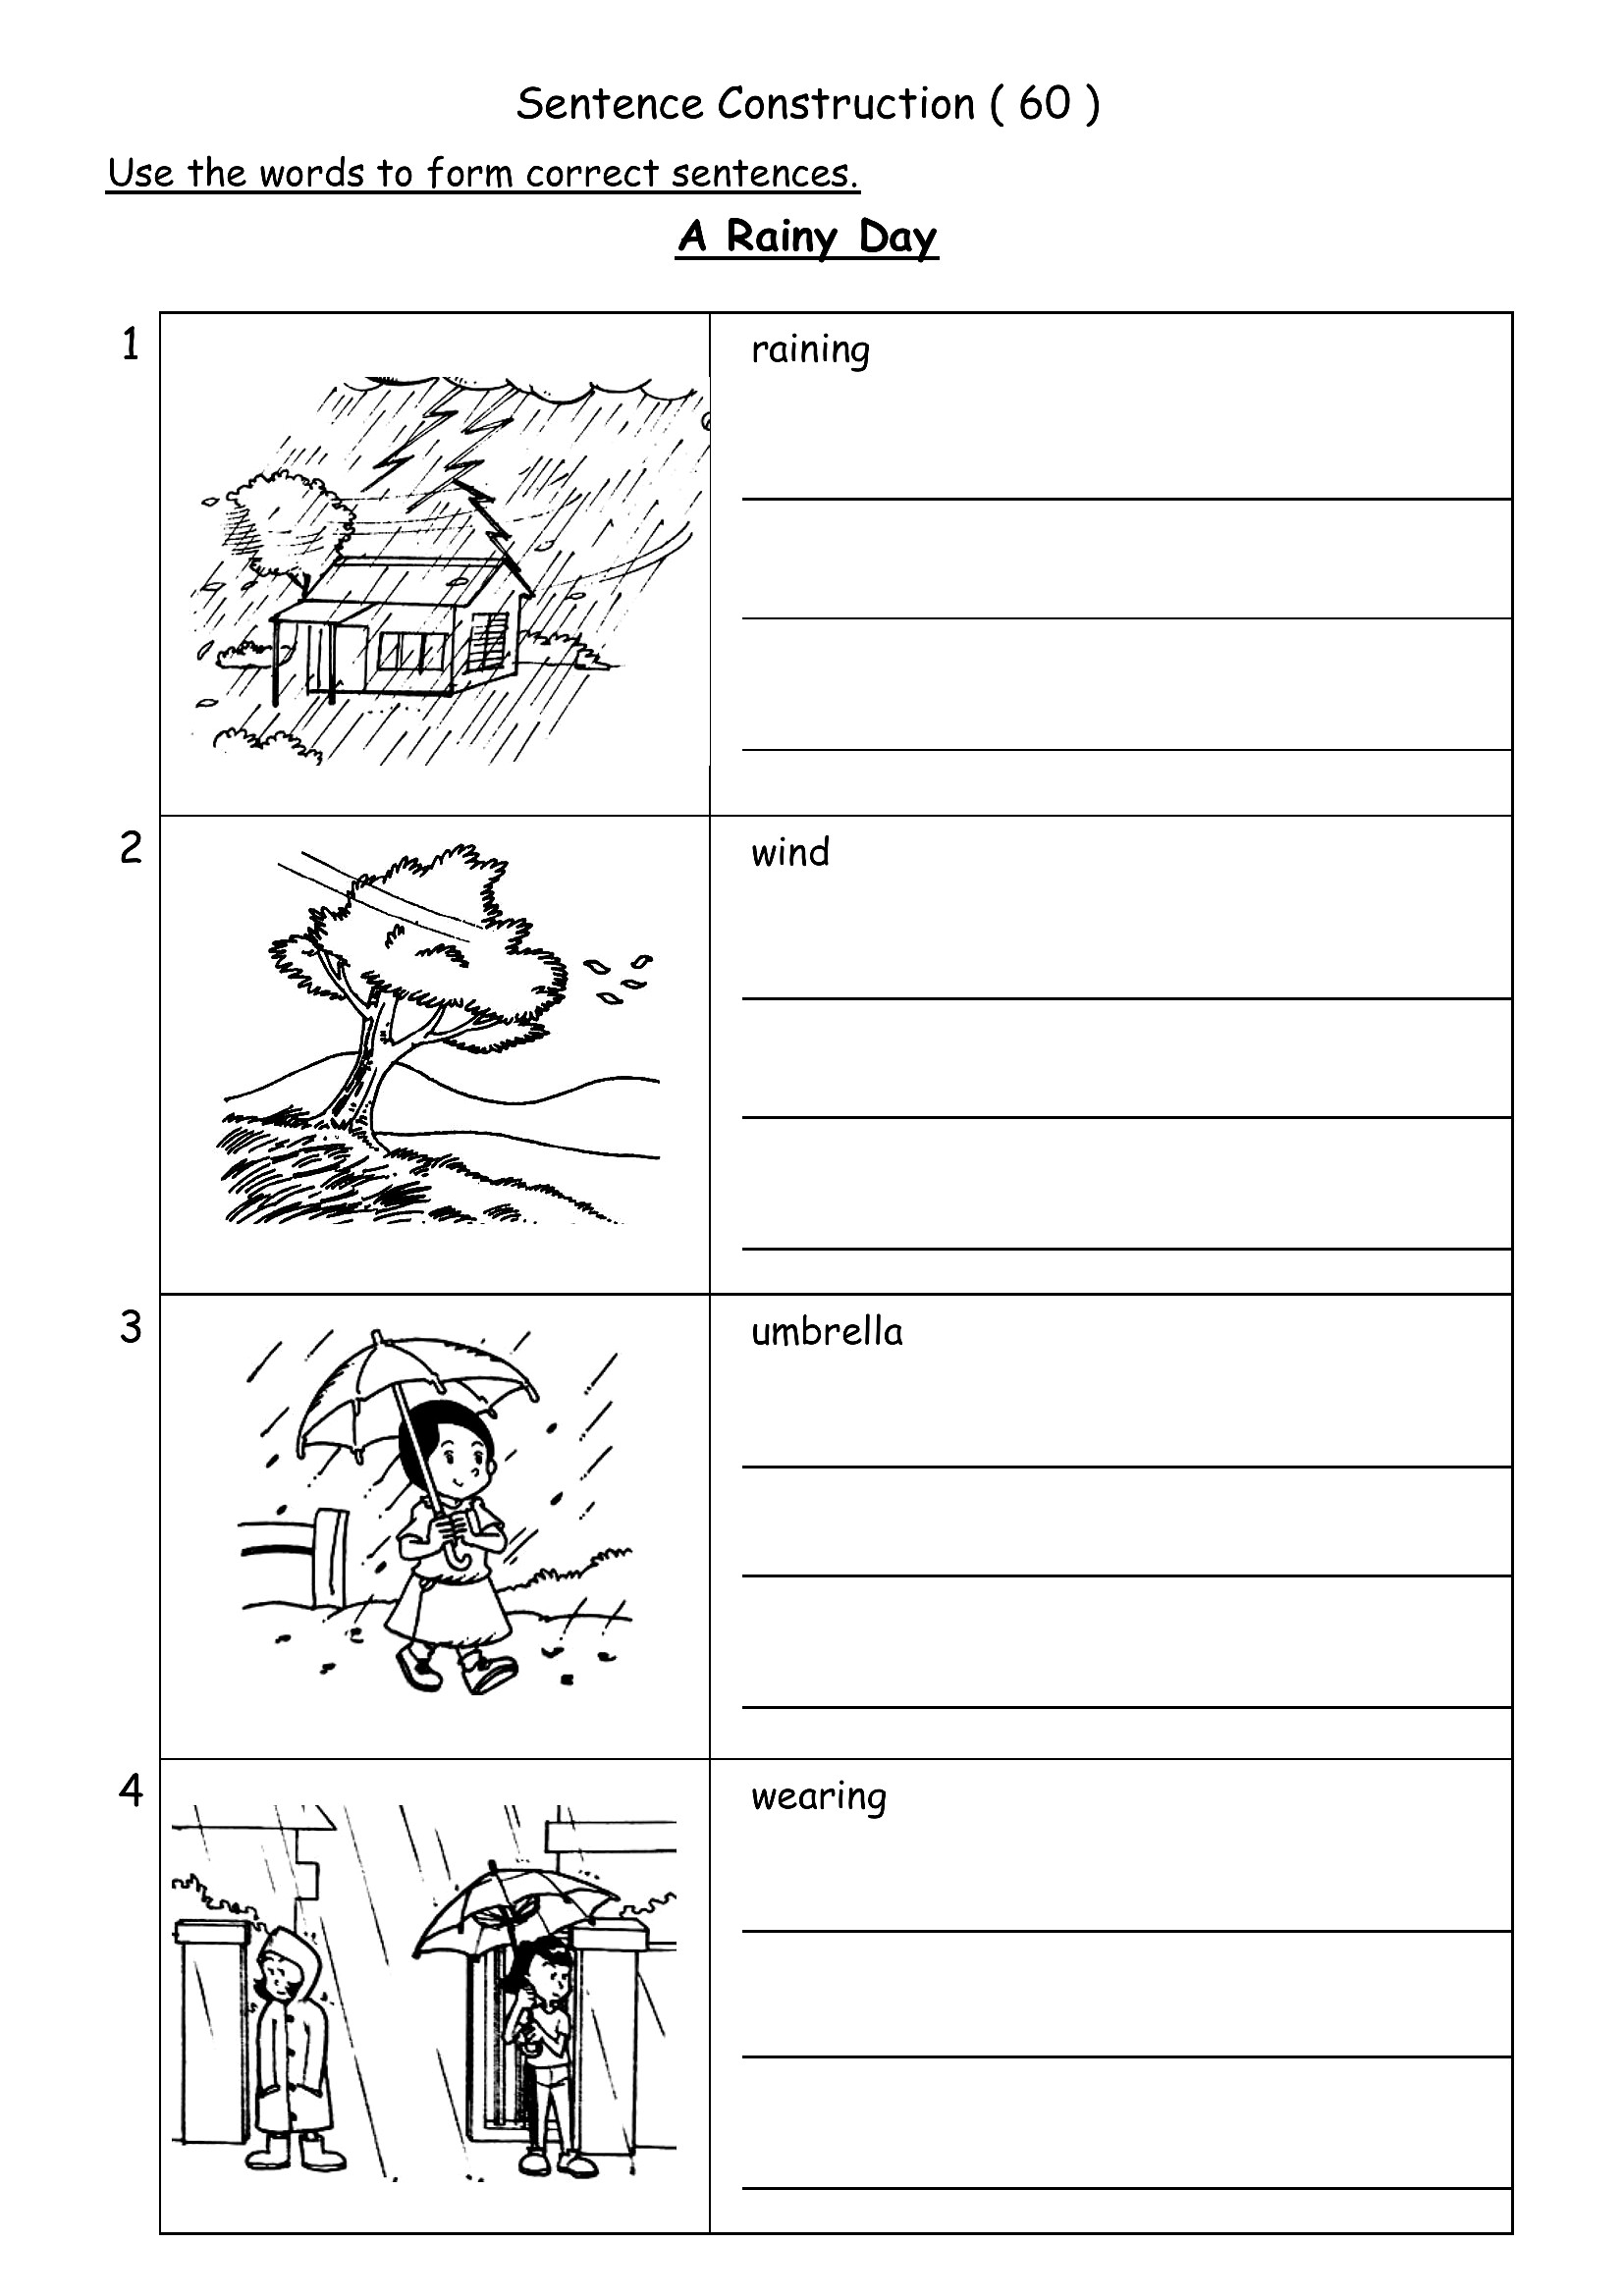 Sentence Construction ( 60 )
Use the words to form correct sentences.
A Rainy Day
1
raining
2
wind
3
umbrella
4
wearing